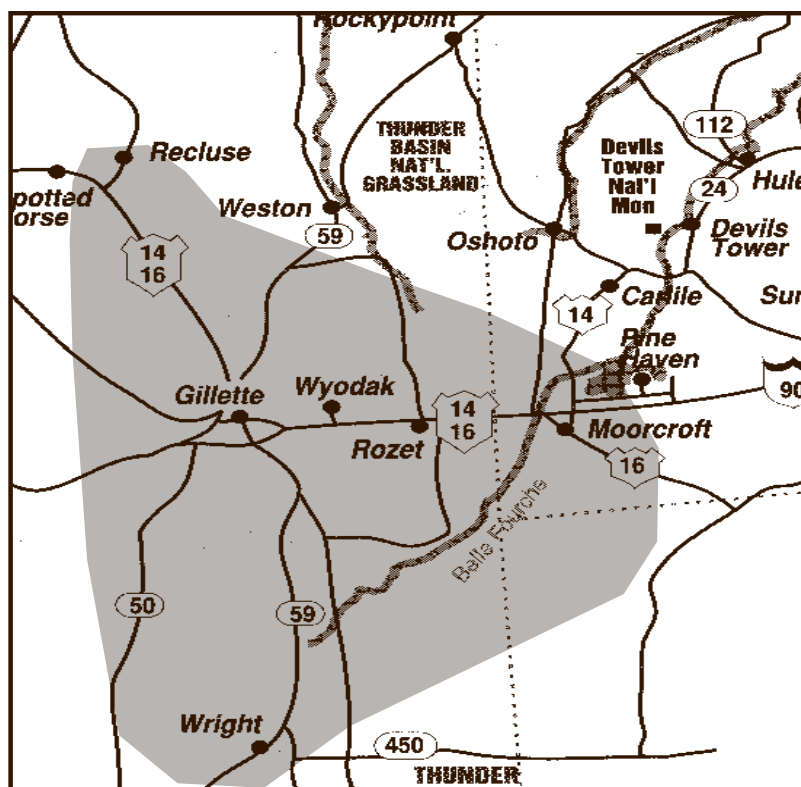 Rockypoint
112
THUNDER
BASIN
NAT'L.
GRASSLAND
Devils
Tower
Nat'l
Mon
Recluse
Hule
24
potted
orse
Weston
59
Oshoto
Devils
Tower
14
16
Carlile
Sun
14
Pine
Haven
90
Gillette
Wyodak
14
16
Rozet
Moorcroft
16
Belle Fourche
50
59
Wright
450
THUNDER